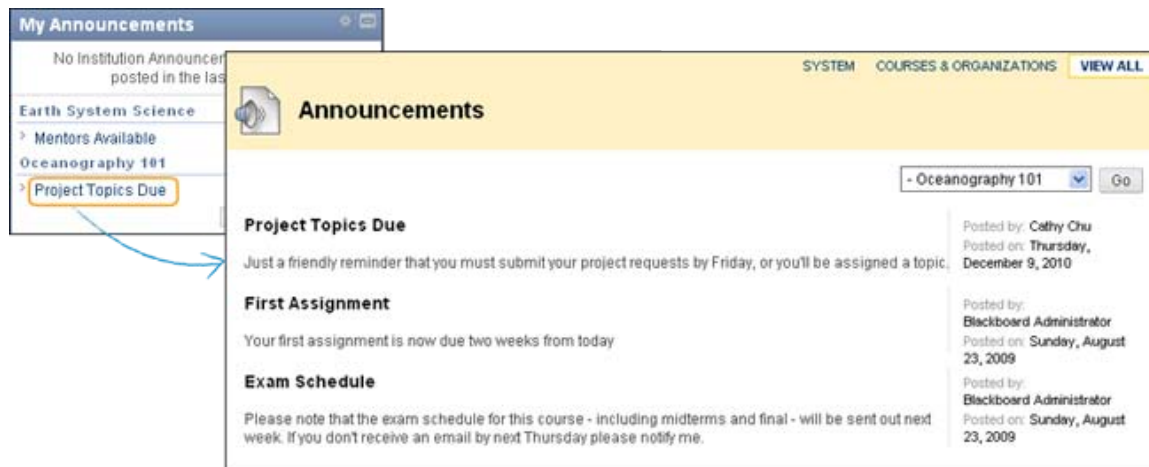 My Announcements
No Institution Announcer
posted in the las
Earth System Science
Mentors Available
Oceanography 101
Project Topics Due
SYSTEM COURSES & ORGANIZATIONS VIEW ALL
Announcements
- Oceanography 101 Go
Project Topics Due
Just a friendly reminder that you must submit your project requests by Friday, or you'll be assigned a topic.
Posted by: Cathy Chu
Posted on: Thursday,
December 9, 2010
First Assignment
Your first assignment is now due two weeks from today
Posted by:
Blackboard Administrator
Posted on: Sunday, August
23, 2009
Exam Schedule
Please note that the exam schedule for this course - including midterms and final - will be sent out next
week. If you don't receive an email by next Thursday please notify me.
Posted by:
Blackboard Administrator
Posted on: Sunday, August
23, 2009